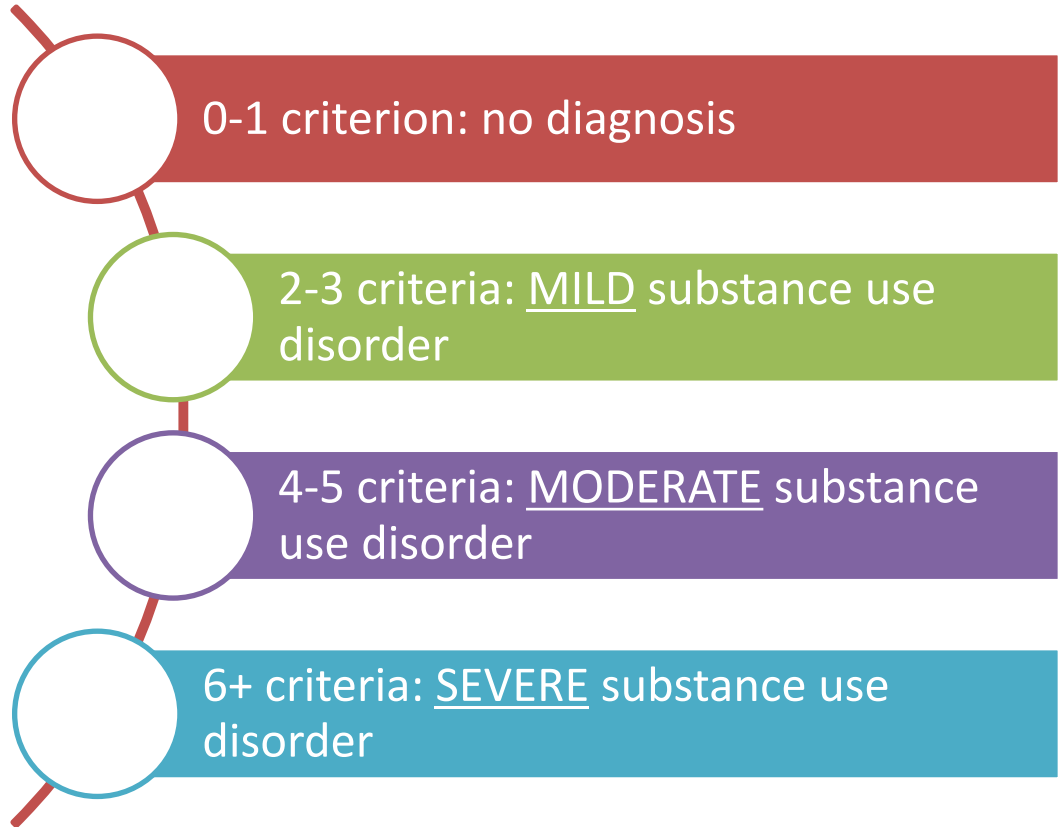 0-1 criterion: no diagnosis
2-3 criteria: MILD substance use
disorder
4-5 criteria: MODERATE substance
use disorder
6+ criteria: SEVERE substance use
disorder